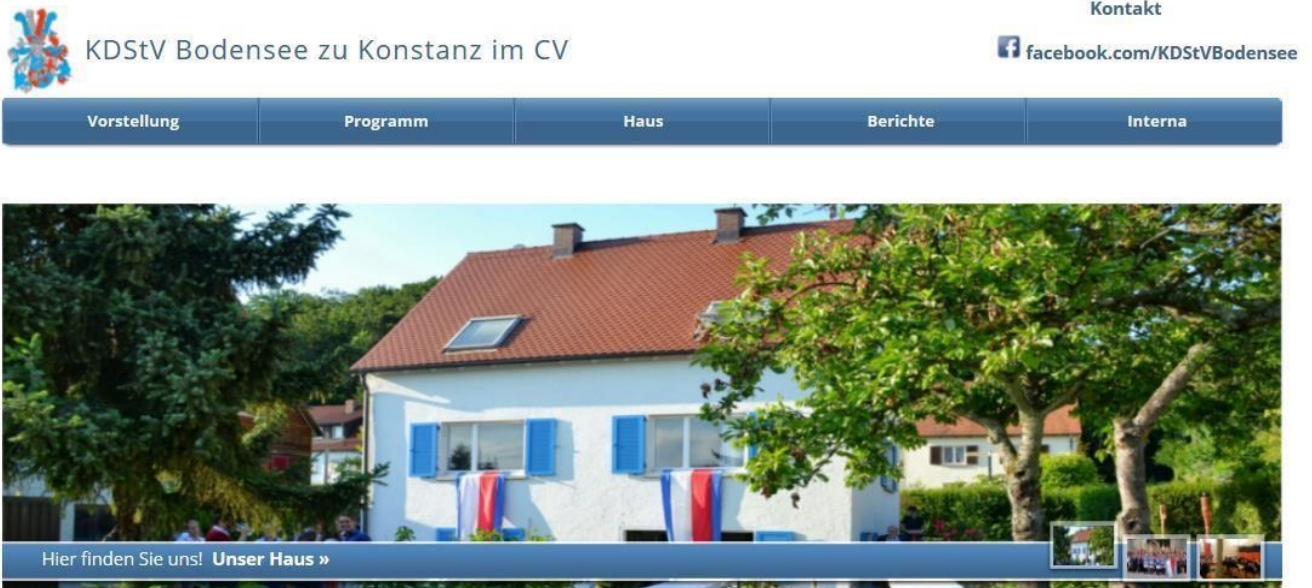 Kontakt
KDStV Bodensee zu Konstanz im CV
facebook.com/KDStVBodensee
Vorstellung Programm Haus Berichte Interna
Hier finden Sie uns! Unser Haus »